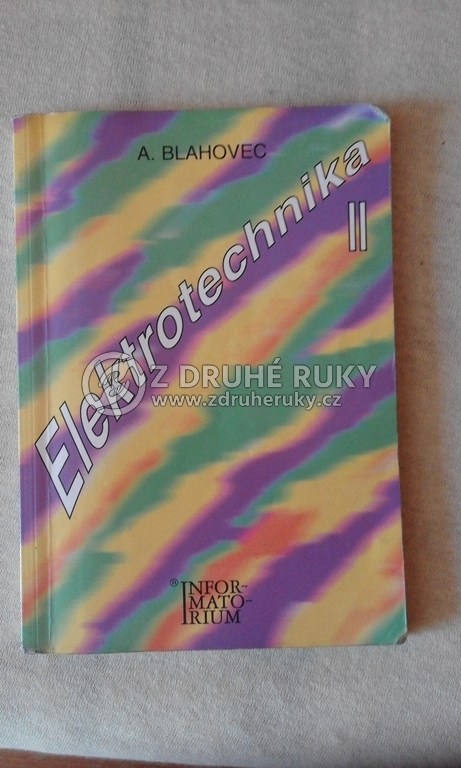 A. BLAHOVEC
Elektrotechnika
II
Z DRUHÉ RUKY
www.zdruheruky.cz
® INFOR-
MATO-
RIUM